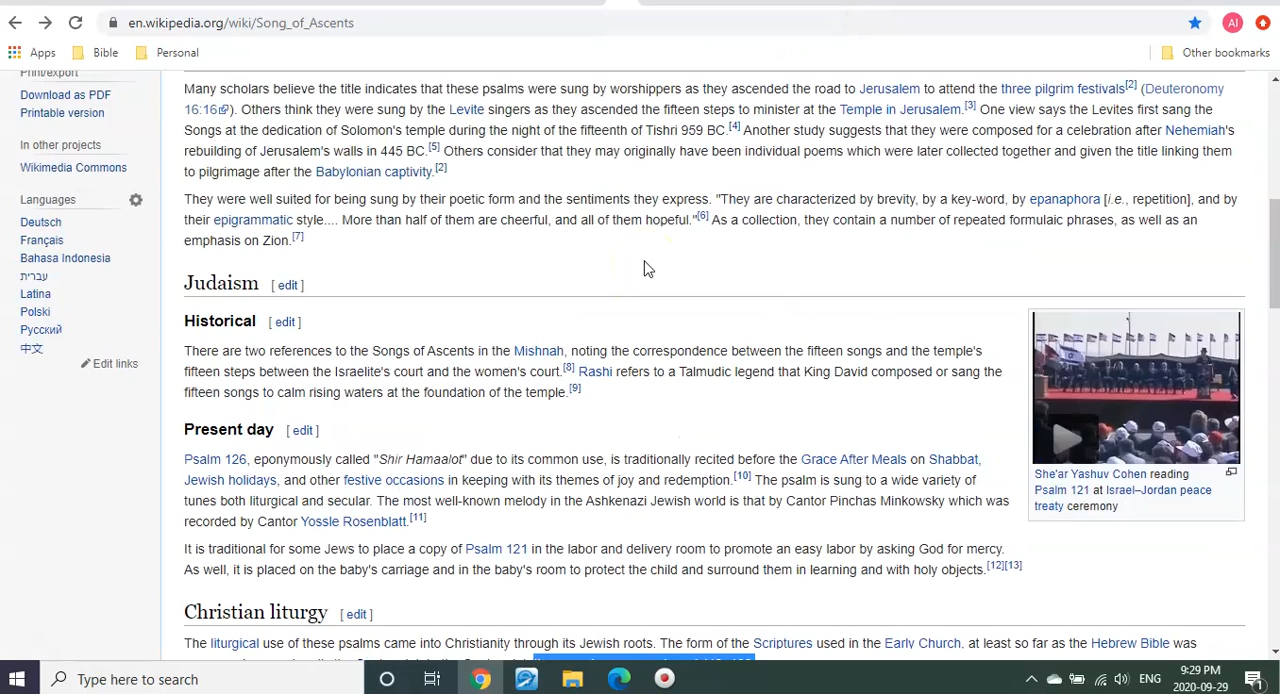 en.wikipedia.org/wiki/Song_of_Ascents
AI
Apps
Bible
Personal
Other bookmarks
Print/export
Download as PDF
Printable version
In other projects
Wikimedia Commons
Languages
Deutsch
Français
Bahasa Indonesia
עברית
Latina
Polski
Русский
中文
Edit links
Many scholars believe the title indicates that these psalms were sung by worshippers as they ascended the road to Jerusalem to attend the three pilgrim festivals[2] (Deuteronomy
16:16). Others think they were sung by the Levite singers as they ascended the fifteen steps to minister at the Temple in Jerusalem.[3] One view says the Levites first sang the
Songs at the dedication of Solomon's temple during the night of the fifteenth of Tishri 959 BC.[4] Another study suggests that they were composed for a celebration after Nehemiah's
rebuilding of Jerusalem's walls in 445 BC.[5] Others consider that they may originally have been individual poems which were later collected together and given the title linking them
to pilgrimage after the Babylonian captivity.[2]
They were well suited for being sung by their poetic form and the sentiments they express. "They are characterized by brevity, by a key-word, by epanaphora [i.e., repetition], and by
their epigrammatic style.... More than half of them are cheerful, and all of them hopeful."[6] As a collection, they contain a number of repeated formulaic phrases, as well as an
emphasis on Zion.[7]
Judaism [ edit ]
Historical [ edit ]
There are two references to the Songs of Ascents in the Mishnah, noting the correspondence between the fifteen songs and the temple's
fifteen steps between the Israelite's court and the women's court.[8] Rashi refers to a Talmudic legend that King David composed or sang the
fifteen songs to calm rising waters at the foundation of the temple.[9]
Present day [ edit ]
Psalm 126, eponymously called "Shir Hamaalot" due to its common use, is traditionally recited before the Grace After Meals on Shabbat,
Jewish holidays, and other festive occasions in keeping with its themes of joy and redemption.[10] The psalm is sung to a wide variety of
tunes both liturgical and secular. The most well-known melody in the Ashkenazi Jewish world is that by Cantor Pinchas Minkowsky which was
recorded by Cantor Yossle Rosenblatt.[11]
It is traditional for some Jews to place a copy of Psalm 121 in the labor and delivery room to promote an easy labor by asking God for mercy.
As well, it is placed on the baby's carriage and in the baby's room to protect the child and surround them in learning and with holy objects.[12][13]
She'ar Yashuv Cohen reading
Psalm 121 at Israel–Jordan peace
treaty ceremony
Christian liturgy [ edit ]
The liturgical use of these psalms came into Christianity through its Jewish roots. The form of the Scriptures used in the Early Church, at least so far as the Hebrew Bible was
Type here to search
ENG
9:29 PM
2020-09-29
1